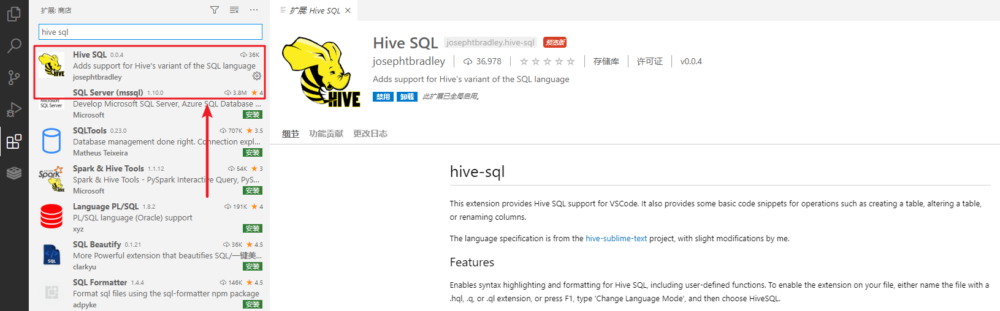 扩展: 商店
hive sql
Hive SQL 0.0.4 36K
Adds support for Hive's variant of the SQL language
josephtbradley
SQL Server (mssql) 1.10.0 3.8M ★ 4
Develop Microsoft SQL Server, Azure SQL Database ...
Microsoft 安装
SQLTools 0.23.0 707K ★ 3.5
Database management done right. Connection expl...
Matheus Teixeira 安装
Spark & Hive Tools 1.1.12 54K ★ 3
Spark & Hive Tools - PySpark Interactive Query, PyS...
Microsoft 安装
Language PL/SQL 1.8.2 191K ★ 4
PL/SQL language (Oracle) support
xyz 安装
SQL Beautify 0.1.21 36K ★ 4.5
More Powerful extension that beautifies SQL/一键美...
clarkyu 安装
SQL Formatter 1.4.4 146K ★ 4.5
Format sql files using the sql-formatter npm package
adpyke 安装
HIVE
Microsoft
SQL Server
Spark
HIVE
SQL
扩展: Hive SQL
HIVE
Hive SQL josephtbradley.hive-sql 预览版
josephtbradley 36,978 ☆☆☆☆☆ 存储库 许可证 v0.0.4
Adds support for Hive's variant of the SQL language
禁用 卸载 此扩展已全局启用。
细节 功能贡献 更改日志
hive-sql
This extension provides Hive SQL support for VSCode. It also provides some basic code snippets for operations such as creating a table, altering a table,
or renaming columns.
The language specification is from the hive-sublime-text project, with slight modifications by me.
Features
Enables syntax highlighting and formatting for Hive SQL, including user-defined functions. To enable the extension on your file, either name the file with a
.hql, .q, or .ql extension, or press F1, type 'Change Language Mode', and then choose HiveSQL.